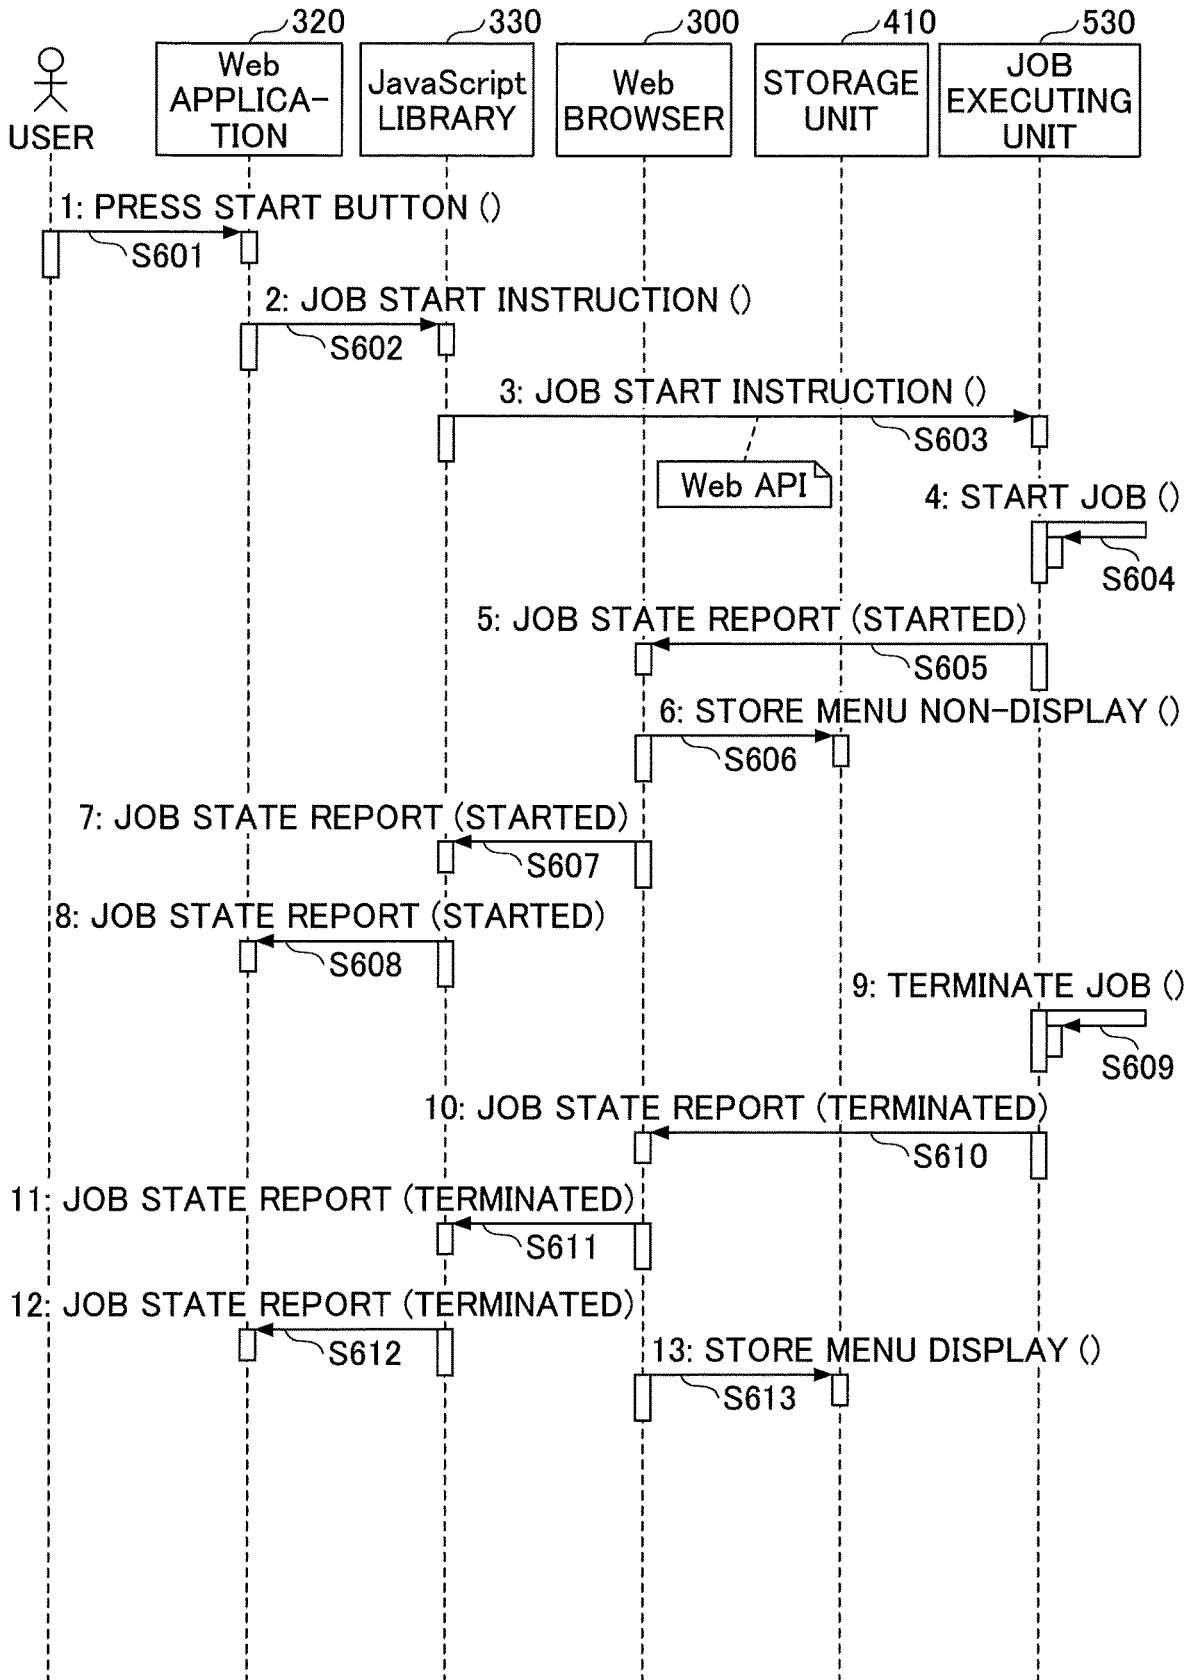 320
330
300
410
530
USER
Web
APPLICA-
TION
JavaScript
LIBRARY
Web
BROWSER
STORAGE
UNIT
JOB
EXECUTING
UNIT
1: PRESS START BUTTON ()
S601
2: JOB START INSTRUCTION ()
S602
3: JOB START INSTRUCTION ()
S603
Web API
4: START JOB ()
S604
5: JOB STATE REPORT (STARTED)
S605
6: STORE MENU NON-DISPLAY ()
S606
7: JOB STATE REPORT (STARTED)
S607
8: JOB STATE REPORT (STARTED)
S608
9: TERMINATE JOB ()
S609
10: JOB STATE REPORT (TERMINATED)
S610
11: JOB STATE REPORT (TERMINATED)
S611
12: JOB STATE REPORT (TERMINATED)
S612
13: STORE MENU DISPLAY ()
S613